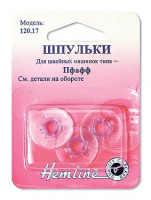 Модель:
120.17
ШПУЛЬКИ
Для швейных машинок типа –
Пфафф
См. детали на обороте
Hemline